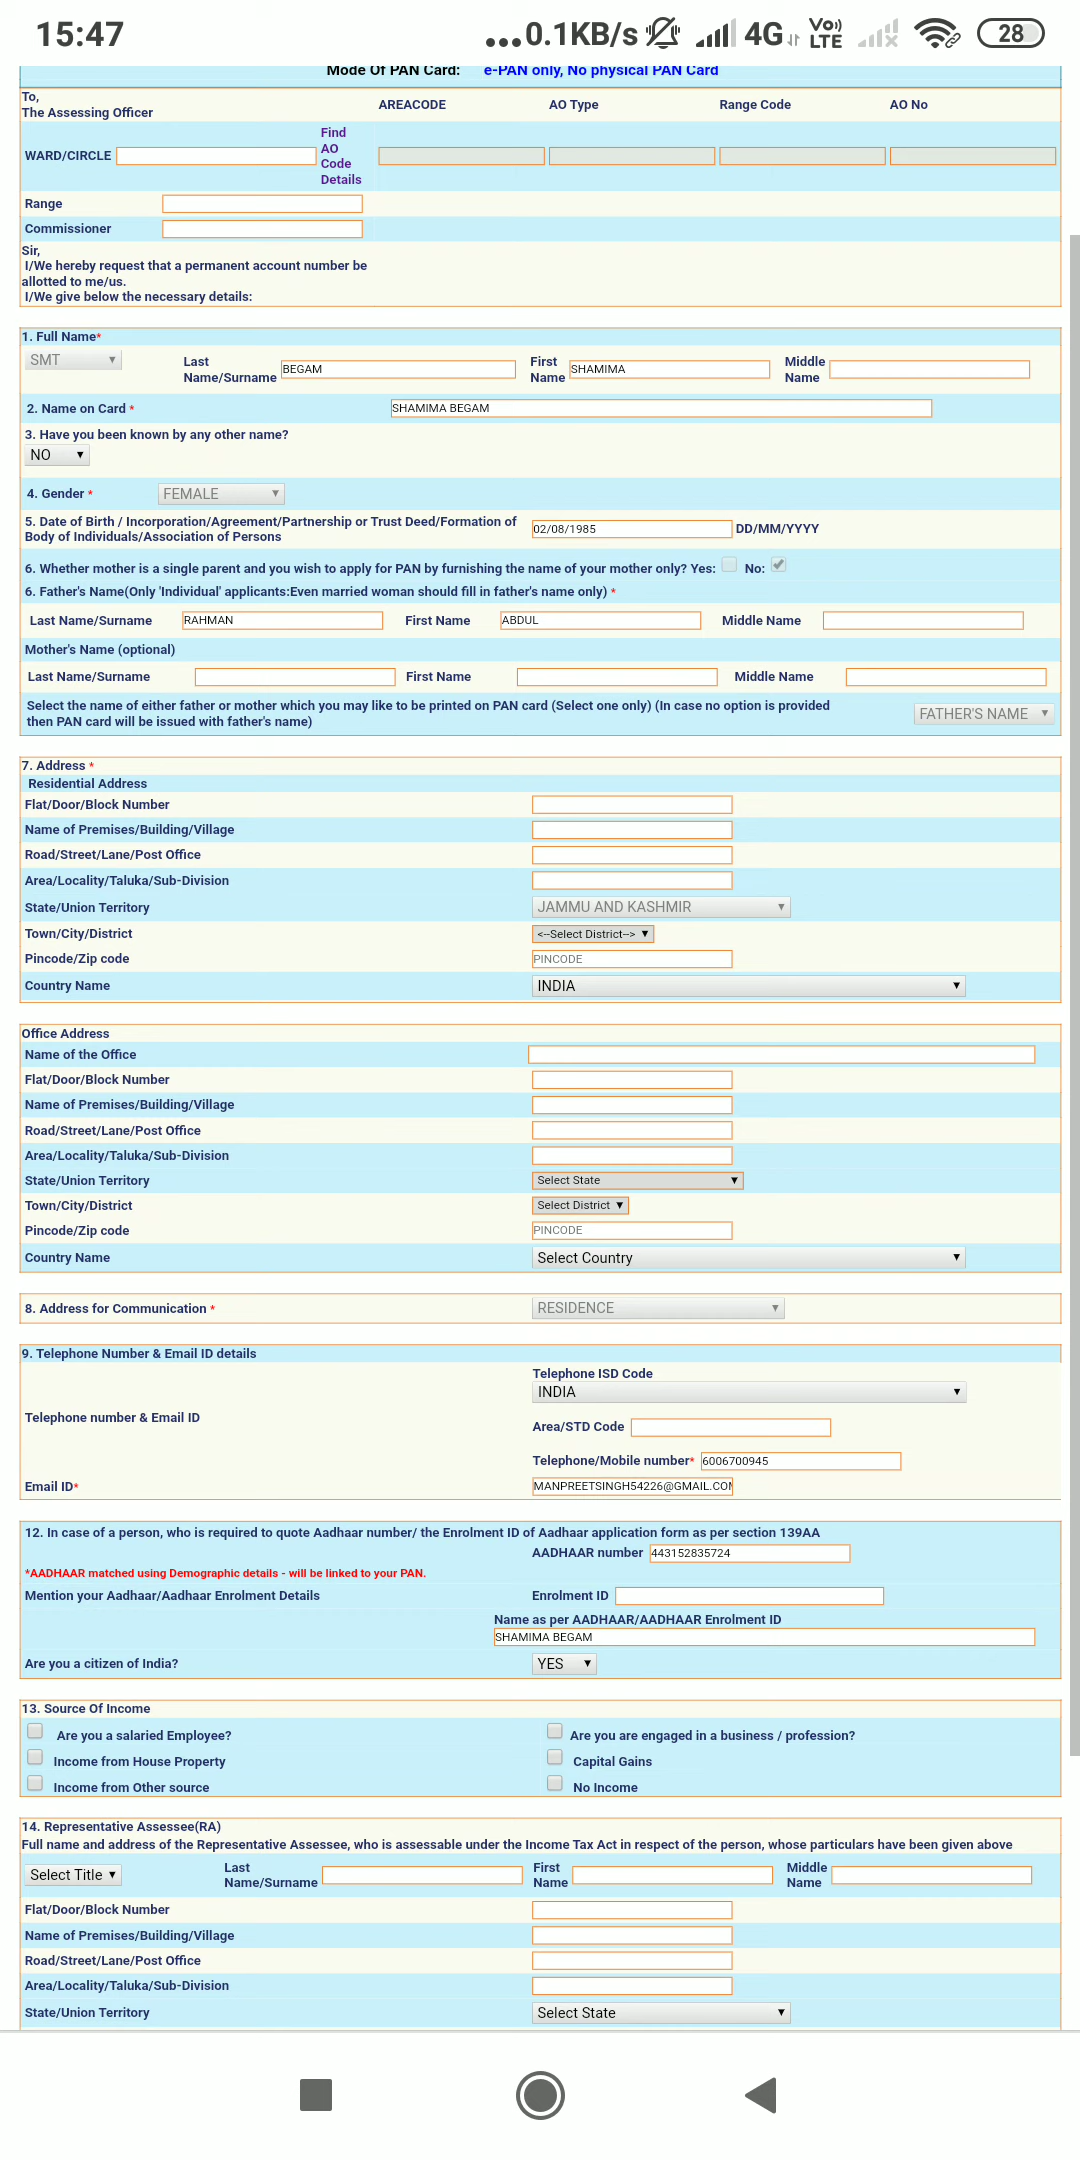 15:47
...0.1KB/s 4G Vo)) LTE 28
Mode Of PAN Card: e-PAN only, No physical PAN Card
To,
The Assessing Officer
AREACODE AO Type Range Code AO No
WARD/CIRCLE Find AO Code Details
Range
Commissioner
Sir,
I/We hereby request that a permanent account number be
allotted to me/us.
I/We give below the necessary details:
1. Full Name*
SMT Last Name/Surname BEGAM First Name SHAMIMA Middle Name
2. Name on Card * SHAMIMA BEGAM
3. Have you been known by any other name?
NO
4. Gender * FEMALE
5. Date of Birth / Incorporation/Agreement/Partnership or Trust Deed/Formation of
Body of Individuals/Association of Persons 02/08/1985 DD/MM/YYYY
6. Whether mother is a single parent and you wish to apply for PAN by furnishing the name of your mother only? Yes: No:
6. Father's Name(Only 'Individual' applicants:Even married woman should fill in father's name only) *
Last Name/Surname RAHMAN First Name ABDUL Middle Name
Mother's Name (optional)
Last Name/Surname First Name Middle Name
Select the name of either father or mother which you may like to be printed on PAN card (Select one only) (In case no option is provided
then PAN card will be issued with father's name) FATHER'S NAME
7. Address *
Residential Address
Flat/Door/Block Number
Name of Premises/Building/Village
Road/Street/Lane/Post Office
Area/Locality/Taluka/Sub-Division
State/Union Territory JAMMU AND KASHMIR
Town/City/District <--Select District-->
Pincode/Zip code PINCODE
Country Name INDIA
Office Address
Name of the Office
Flat/Door/Block Number
Name of Premises/Building/Village
Road/Street/Lane/Post Office
Area/Locality/Taluka/Sub-Division
State/Union Territory Select State
Town/City/District Select District
Pincode/Zip code PINCODE
Country Name Select Country
8. Address for Communication * RESIDENCE
9. Telephone Number & Email ID details
Telephone ISD Code
INDIA
Telephone number & Email ID
Area/STD Code
Telephone/Mobile number* 6006700945
Email ID* MANPREETSINGH54226@GMAIL.COM
12. In case of a person, who is required to quote Aadhaar number/ the Enrolment ID of Aadhaar application form as per section 139AA
AADHAAR number 443152835724
*AADHAAR matched using Demographic details - will be linked to your PAN.
Mention your Aadhaar/Aadhaar Enrolment Details Enrolment ID
Name as per AADHAAR/AADHAAR Enrolment ID
SHAMIMA BEGAM
Are you a citizen of India? YES
13. Source Of Income
Are you a salaried Employee? Are you are engaged in a business / profession?
Income from House Property Capital Gains
Income from Other source No Income
14. Representative Assessee(RA)
Full name and address of the Representative Assessee, who is assessable under the Income Tax Act in respect of the person, whose particulars have been given above
Select Title Last Name/Surname First Name Middle Name
Flat/Door/Block Number
Name of Premises/Building/Village
Road/Street/Lane/Post Office
Area/Locality/Taluka/Sub-Division
State/Union Territory Select State